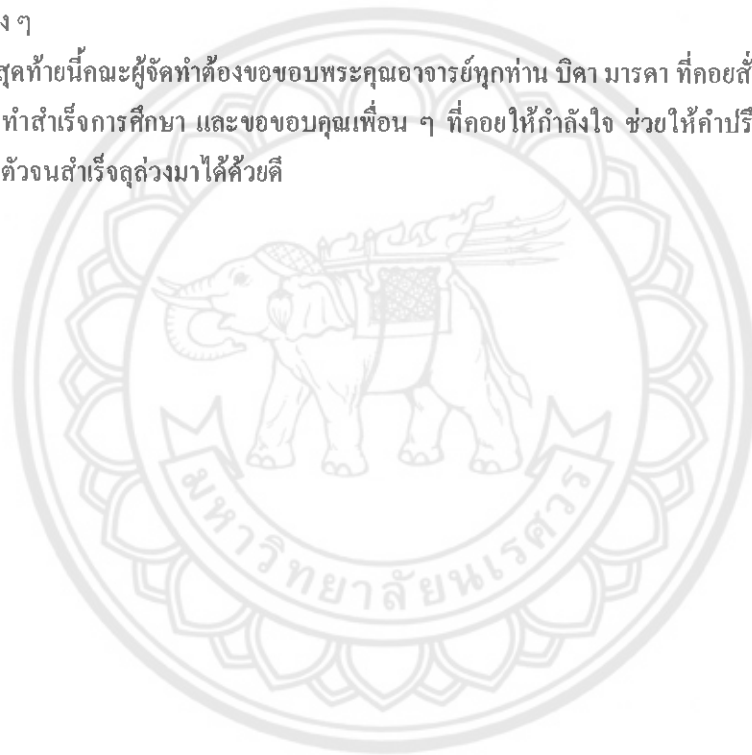 ง ๆ
สุดท้ายนี้คณะผู้จัดทำต้องขอขอบพระคุณอาจารย์ทุกท่าน บิดา มารดา ที่คอยสั่
ทำสำเร็จการศึกษา และขอขอบคุณเพื่อน ๆ ที่คอยให้กำลังใจ ช่วยให้คำปรึ
ตัวจนสำเร็จลุล่วงมาได้ด้วยดี
มหาวิทยาลัยนเรศวร